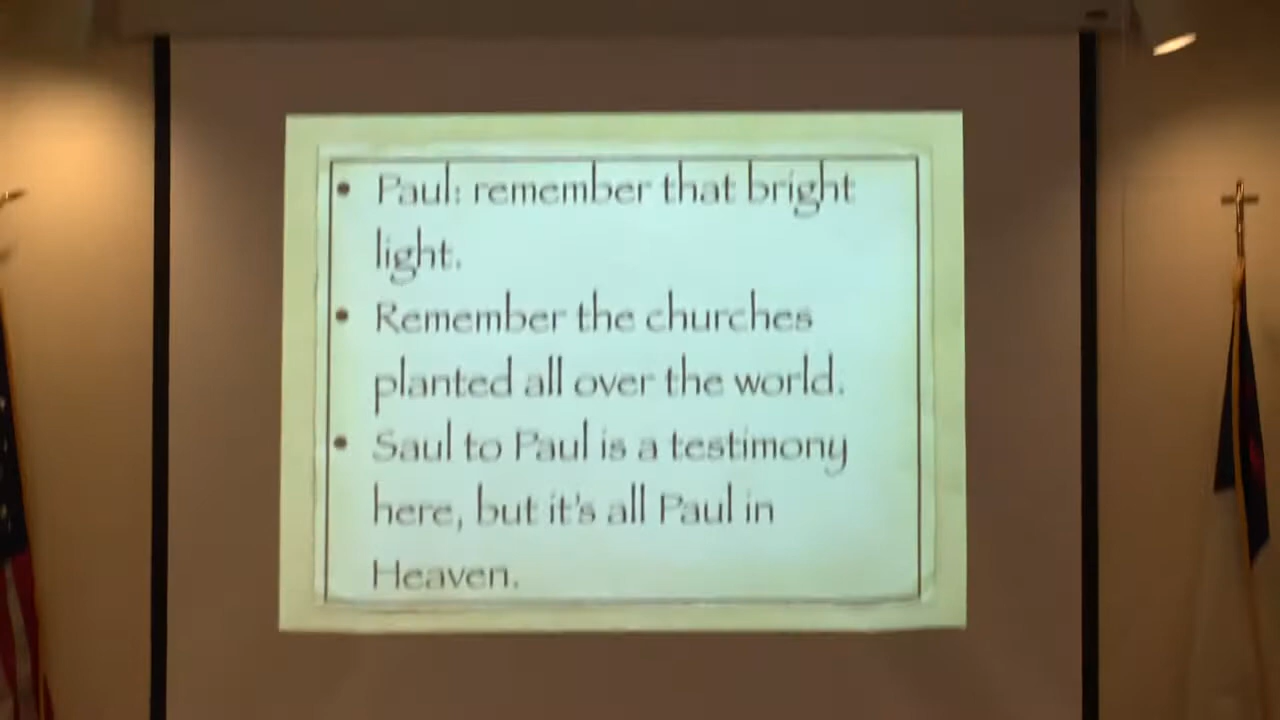 • Paul: remember that bright
light.
• Remember the churches
planted all over the world.
• Saul to Paul is a testimony
here, but it's all Paul in
Heaven.